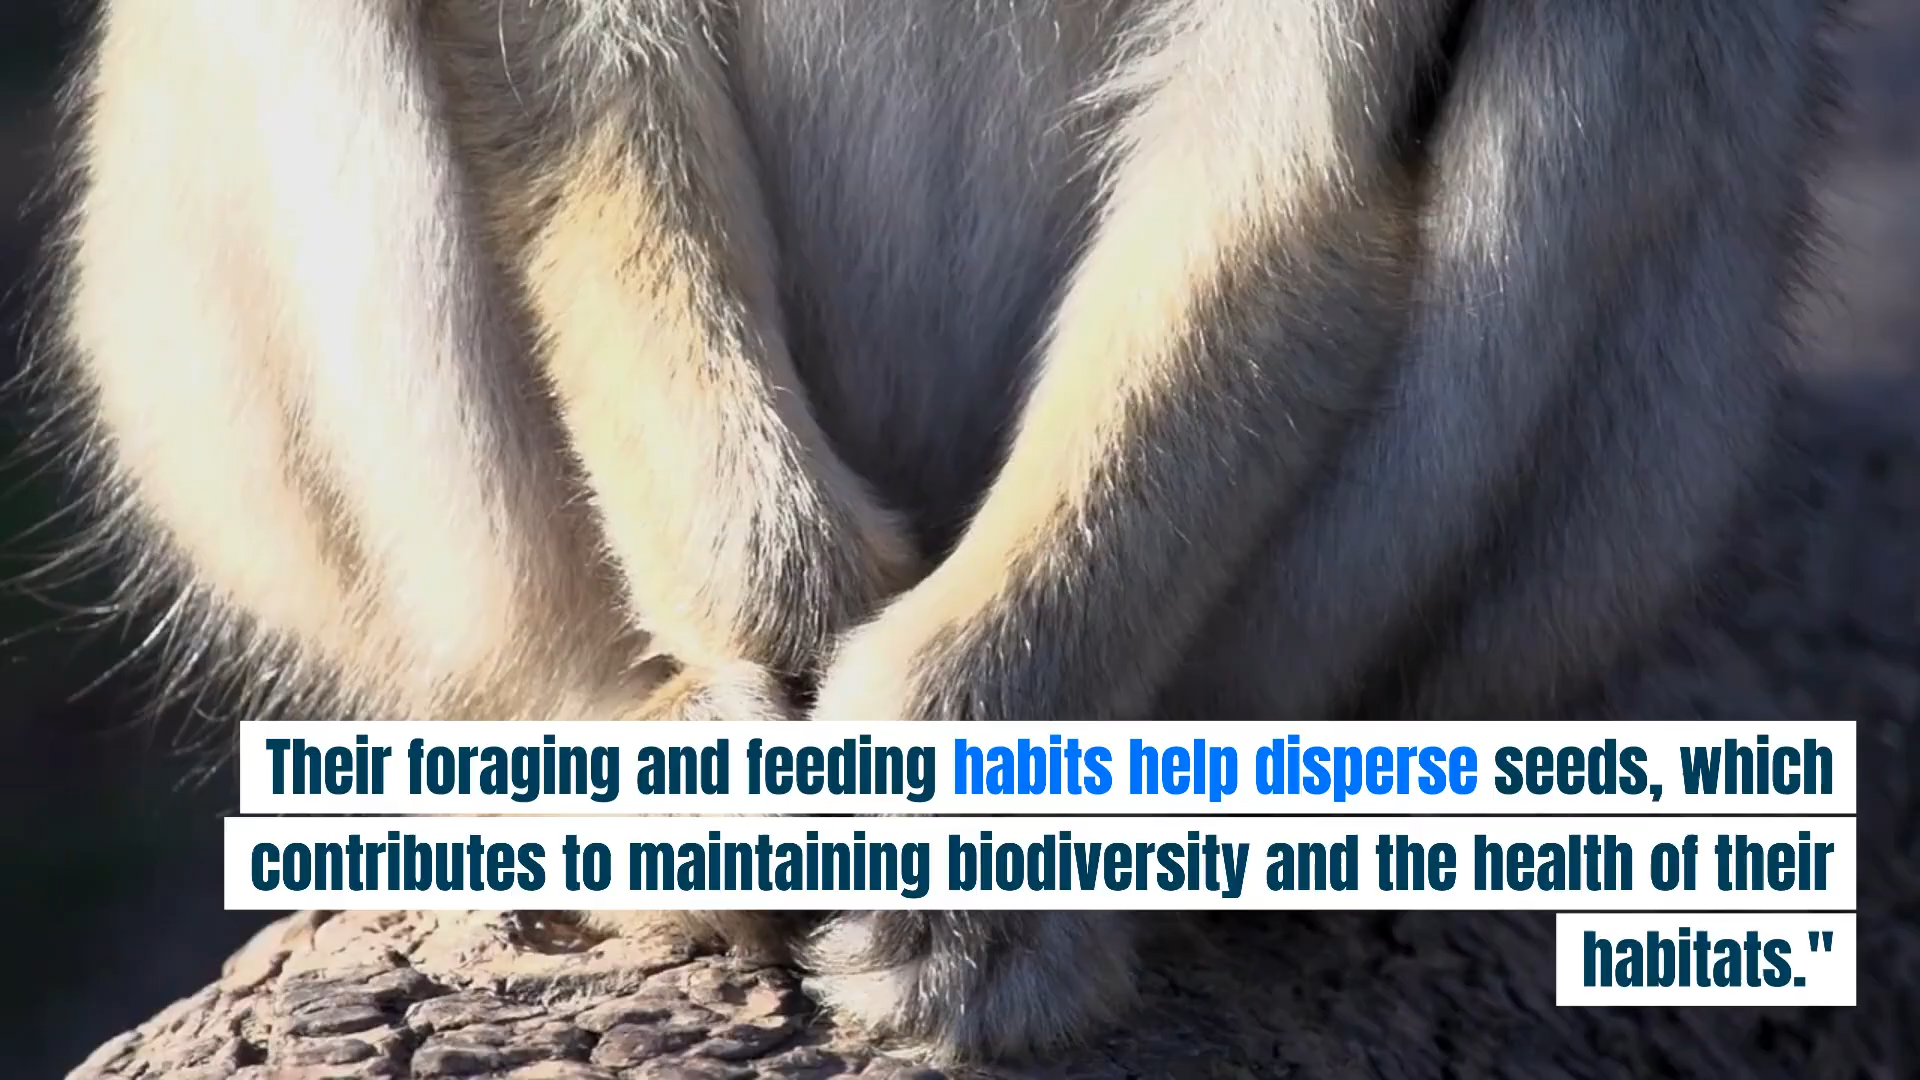 Their foraging and feeding habits help disperse seeds, which
contributes to maintaining biodiversity and the health of their
habitats."